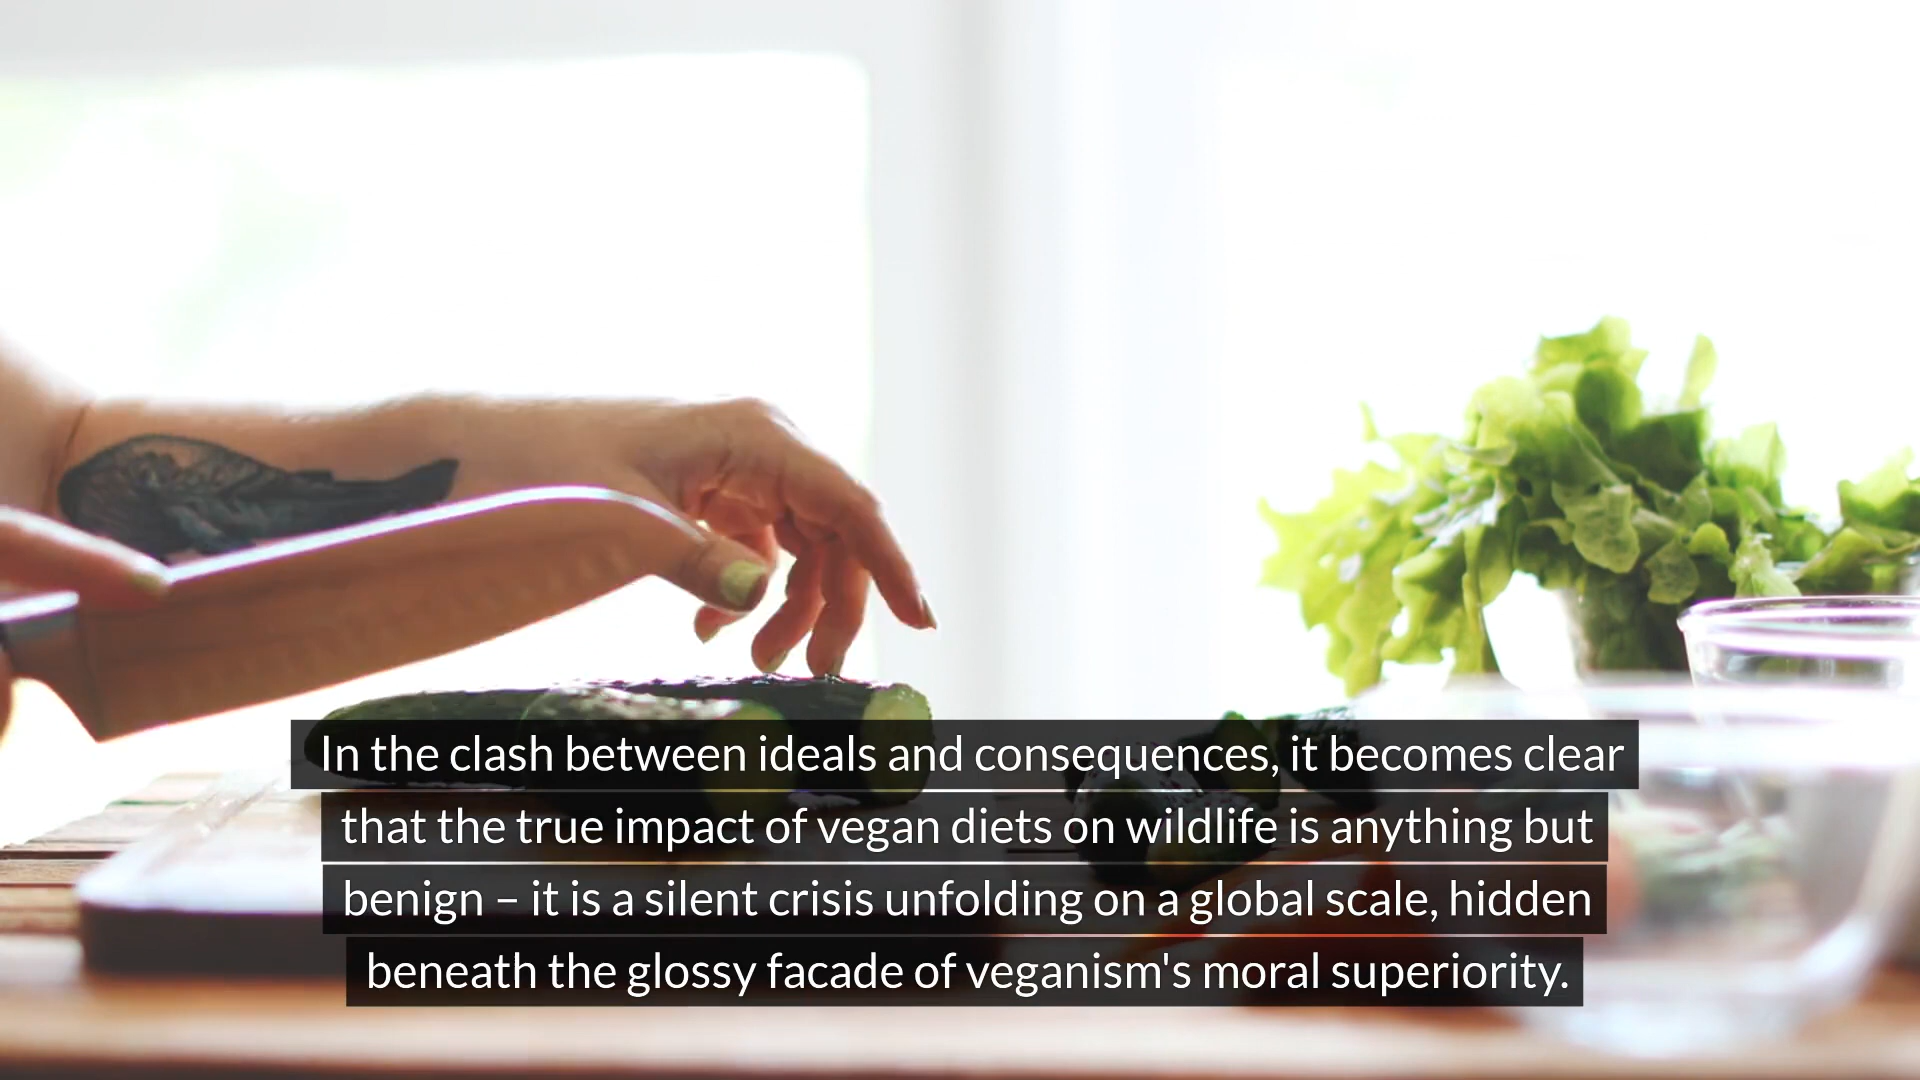 In the clash between ideals and consequences, it becomes clear
that the true impact of vegan diets on wildlife is anything but
benign – it is a silent crisis unfolding on a global scale, hidden
beneath the glossy facade of veganism's moral superiority.